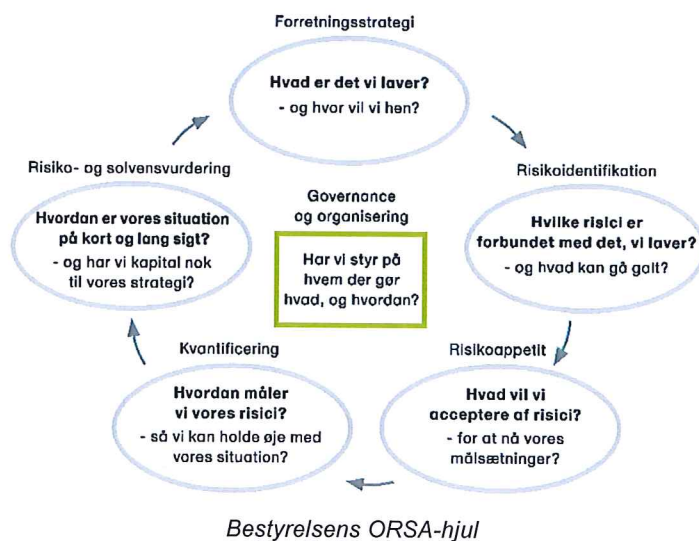 Forretningsstrategi
Hvad er det vi laver?
- og hvor vil vi hen?
Risikoidentifikation
Hvilke risici er
forbundet med det, vi laver?
- og hvad kan gå galt?
Risikoappetit
Hvad vil vi
acceptere af risici?
- for at nå vores
målsætninger?
Kvantificering
Hvordan måler
vi vores risici?
- så vi kan holde øje med
vores situation?
Risiko- og solvensvurdering
Hvordan er vores situation
på kort og lang sigt?
- og har vi kapital nok
til vores strategi?
Governance
og organisering
Har vi styr på
hvem der gør
hvad, og hvordan?
Bestyrelsens ORSA-hjul